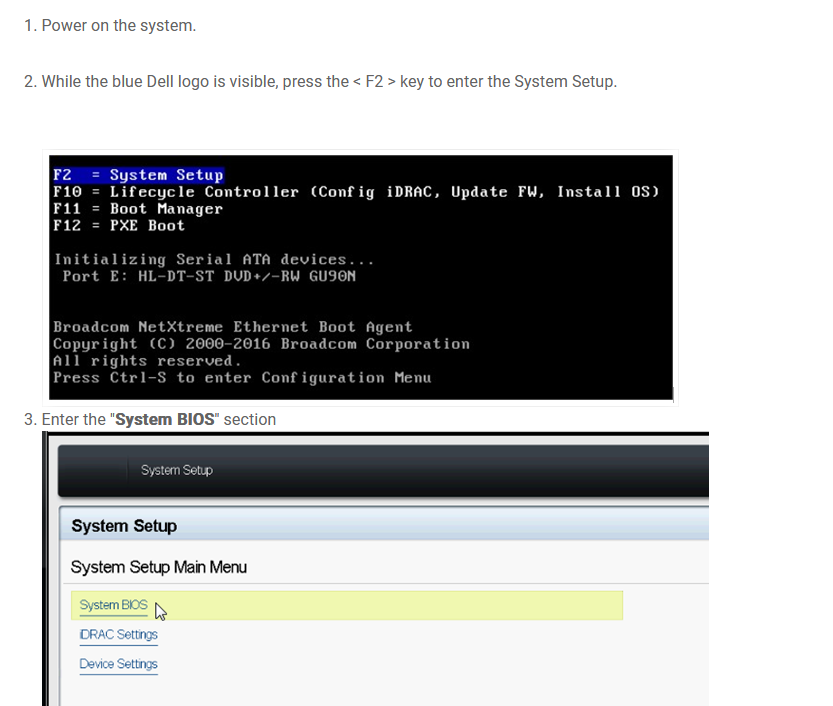 1. Power on the system.
2. While the blue Dell logo is visible, press the < F2 > key to enter the System Setup.
F2 = System Setup
F10 = Lifecycle Controller (Config iDRAC, Update FW, Install OS)
F11 = Boot Manager
F12 = PXE Boot
Initializing Serial ATA devices...
Port E: HL-DT-ST DVD+/-RW GU90N
Broadcom NetXtreme Ethernet Boot Agent
Copyright (C) 2000-2016 Broadcom Corporation
All rights reserved.
Press Ctrl-S to enter Configuration Menu
3. Enter the "System BIOS" section
System Setup
System Setup
System Setup Main Menu
System BIOS
iDRAC Settings
Device Settings